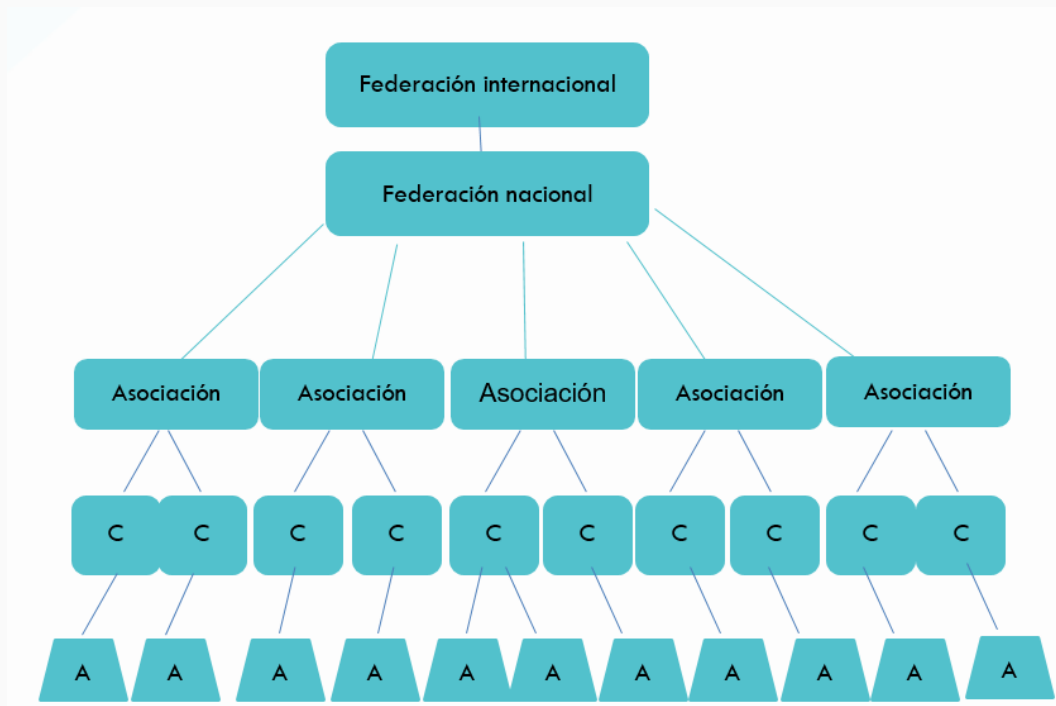 Federación internacional
Federación nacional
Asociación Asociación Asociación Asociación Asociación
C C C C C C C C C C
A A A A A A A A A A A